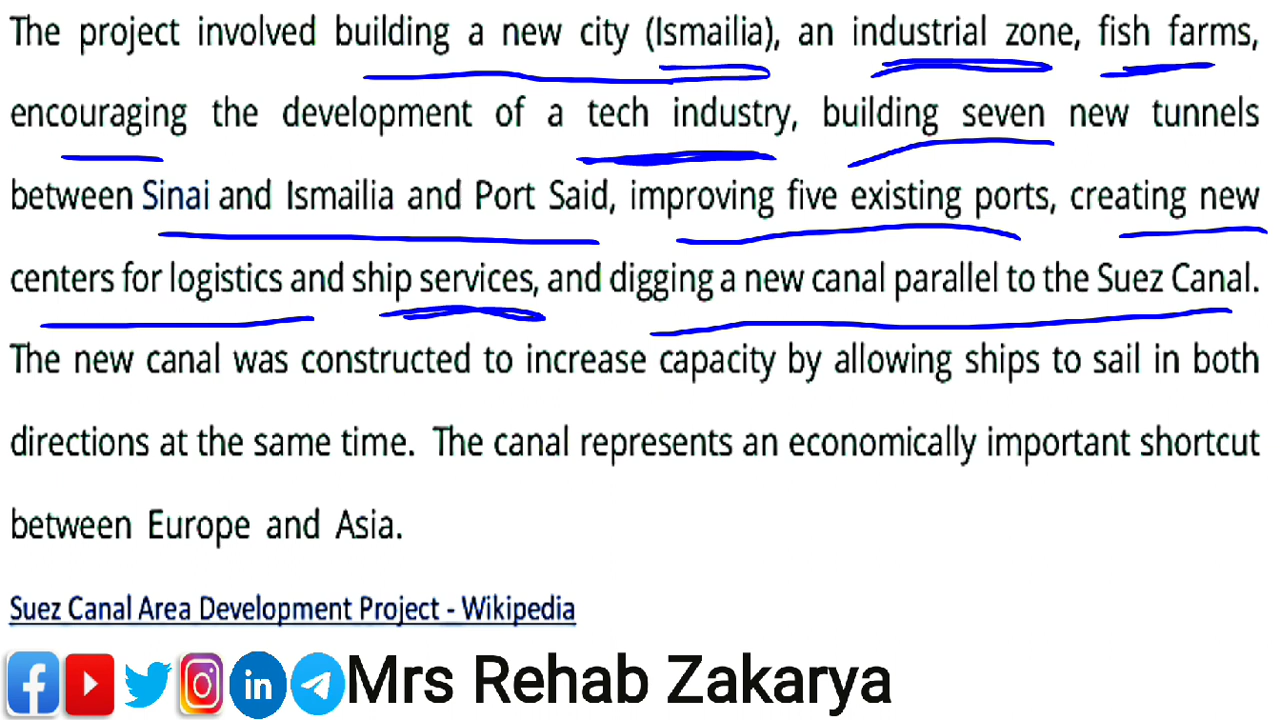 The project involved building a new city (Ismailia), an industrial zone, fish farms,
encouraging the development of a tech industry, building seven new tunnels
between Sinai and Ismailia and Port Said, improving five existing ports, creating new
centers for logistics and ship services, and digging a new canal parallel to the Suez Canal.
The new canal was constructed to increase capacity by allowing ships to sail in both
directions at the same time. The canal represents an economically important shortcut
between Europe and Asia.
Suez Canal Area Development Project - Wikipedia
Mrs Rehab Zakarya